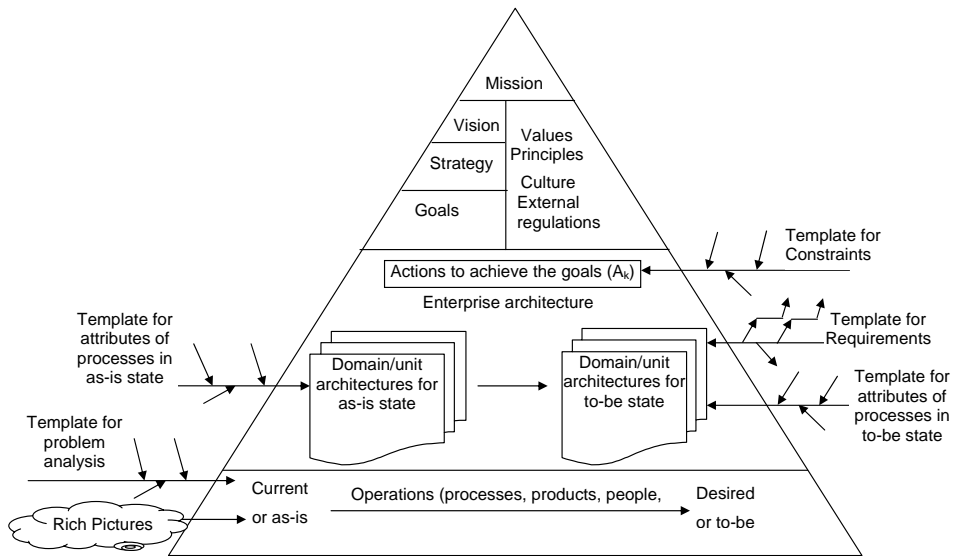 Mission
Vision
Strategy
Goals
Values
Principles
Culture
External
regulations
Template for
Constraints
Actions to achieve the goals (Ak)
Enterprise architecture
Template for
attributes of
processes in
as-is state
Domain/unit
architectures for
as-is state
Domain/unit
architectures for
to-be state
Template for
Requirements
Template for
attributes of
processes in
to-be state
Template for
problem
analysis
Rich Pictures
Current
or as-is
Operations (processes, products, people,
Desired
or to-be